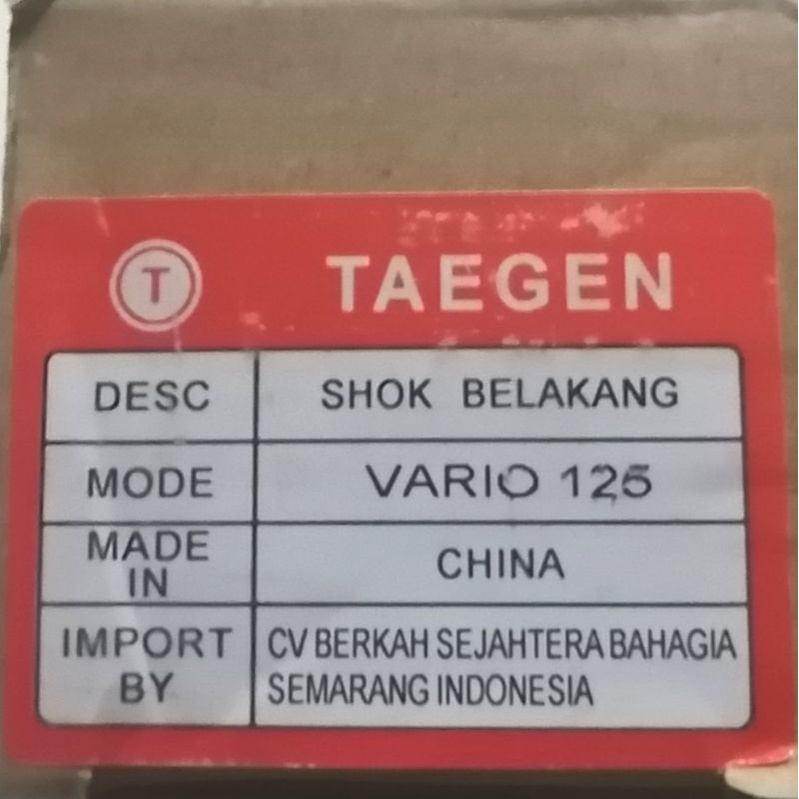 T TAEGEN
DESC SHOK BELAKANG
MODE VARIO 125
MADE IN CHINA
IMPORT BY CV BERKAH SEJAHTERA BAHAGIA
SEMARANG INDONESIA